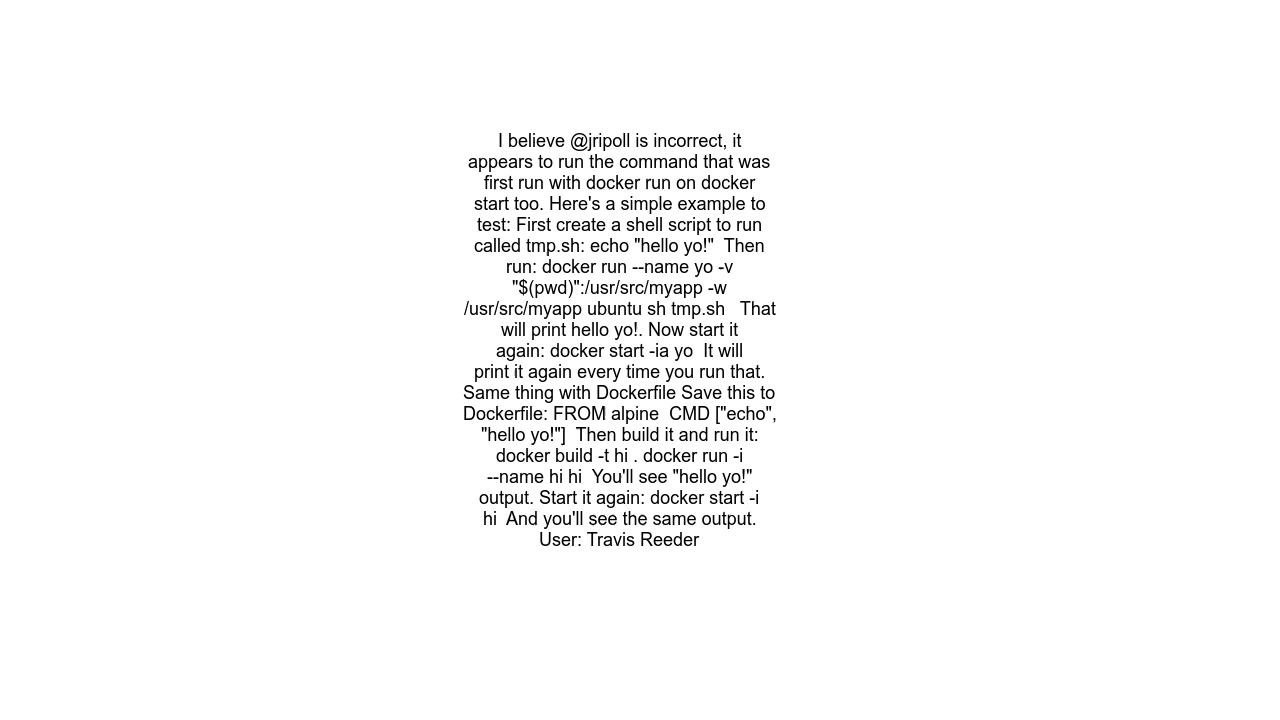 I believe @jripoll is incorrect, it
appears to run the command that was
first run with docker run on docker
start too. Here's a simple example to
test: First create a shell script to run
called tmp.sh: echo "hello yo!"  Then
run: docker run --name yo -v
"$(pwd)":/usr/src/myapp -w
/usr/src/myapp ubuntu sh tmp.sh   That
will print hello yo!. Now start it
again: docker start -ia yo  It will
print it again every time you run that.
Same thing with Dockerfile Save this to
Dockerfile: FROM alpine  CMD ["echo",
"hello yo!"]  Then build it and run it:
docker build -t hi . docker run -i
--name hi hi  You'll see "hello yo!"
output. Start it again: docker start -i
hi  And you'll see the same output.
User: Travis Reeder